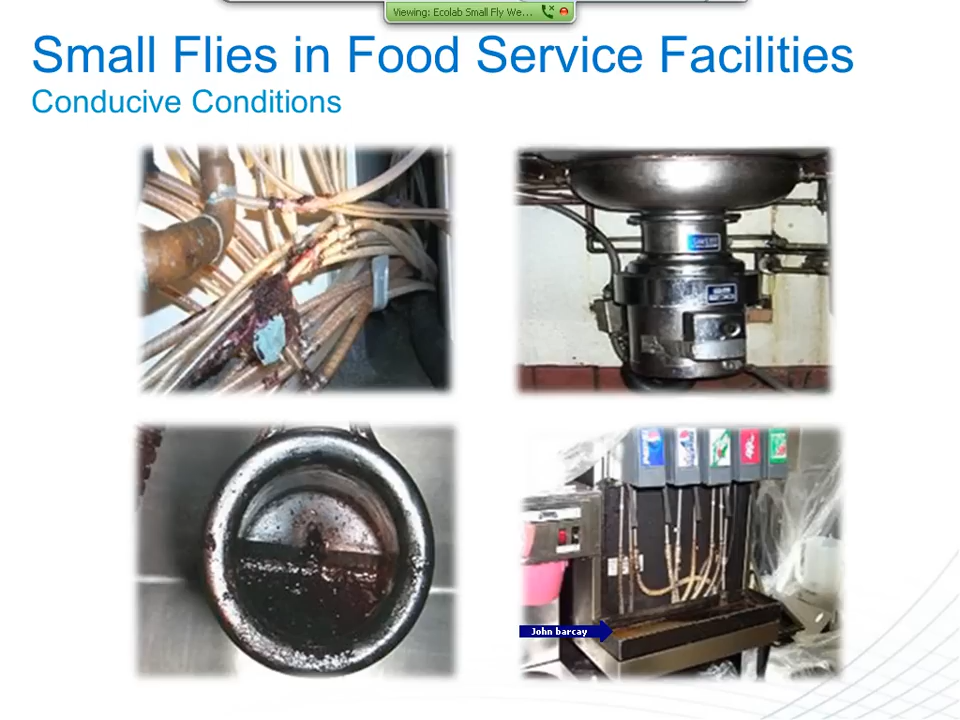 Viewing: Ecolab Small Fly We...
Small Flies in Food Service Facilities
Conducive Conditions
John barcay